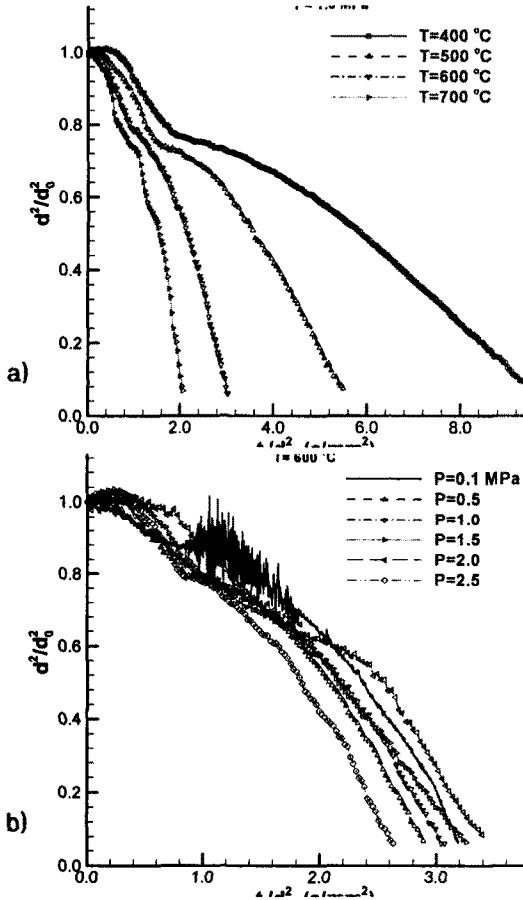 T=400 °C
T=500 °C
T=600 °C
T=700 °C
1.0
0.8
0.6
0.4
0.2
0.0
d²/d₀²
a)
0.0 2.0 4.0 6.0 8.0
T= 600 °C
P=0.1 MPa
P=0.5
P=1.0
P=1.5
P=2.0
P=2.5
1.0
0.8
0.6
0.4
0.2
0.0
d²/d₀²
b)
0.0 1.0 2.0 3.0